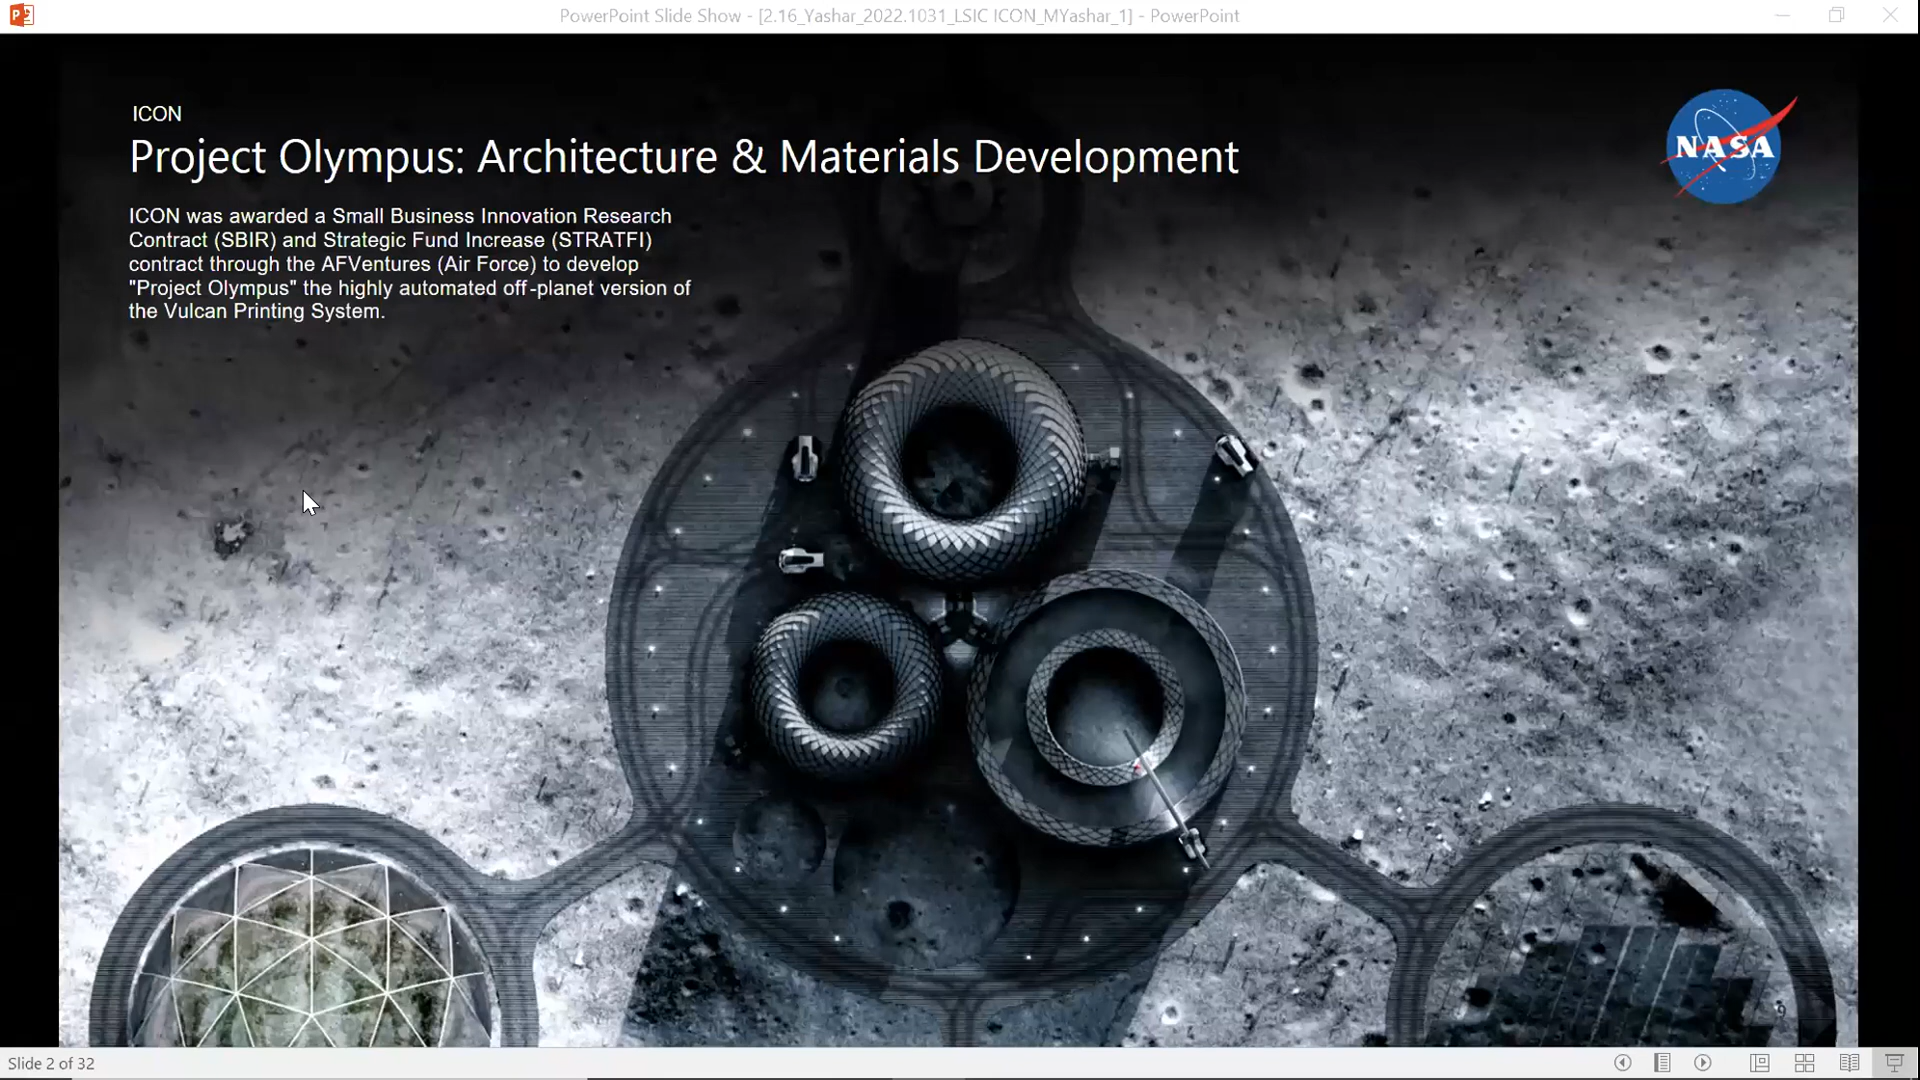 PowerPoint Slide Show - [2.16_Yashar_2022.1031_LSIC ICON_MYashar_1] - PowerPoint
ICON
Project Olympus: Architecture & Materials Development
NASA
ICON was awarded a Small Business Innovation Research
Contract (SBIR) and Strategic Fund Increase (STRATFI)
contract through the AFVentures (Air Force) to develop
"Project Olympus" the highly automated off-planet version of
the Vulcan Printing System.
9
Slide 2 of 32